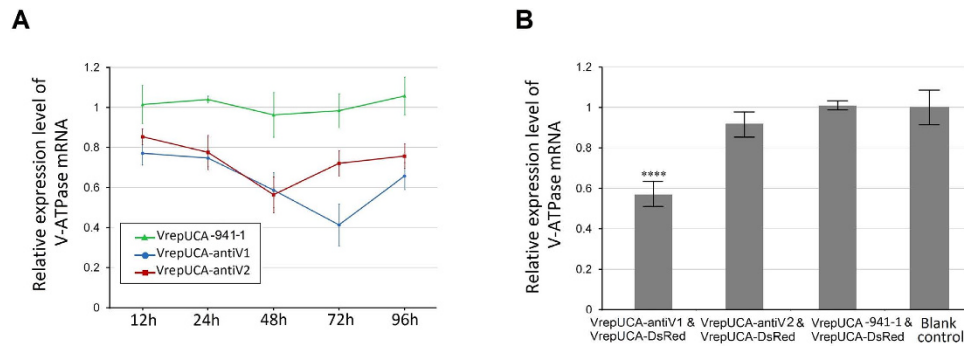 A
Relative expression level of
V-ATPase mRNA
1.2
1
0.8
0.6
0.4
0.2
0
VrepUCA-941-1
VrepUCA-antiV1
VrepUCA-antiV2
12h 24h 48h 72h 96h
B
Relative expression level of
V-ATPase mRNA
1.2
1
0.8
0.6
0.4
0.2
0
****
VrepUCA-antiV1 & VrepUCA-antiV2 & VrepUCA-941-1 & Blank
VrepUCA-DsRed VrepUCA-DsRed VrepUCA-DsRed control